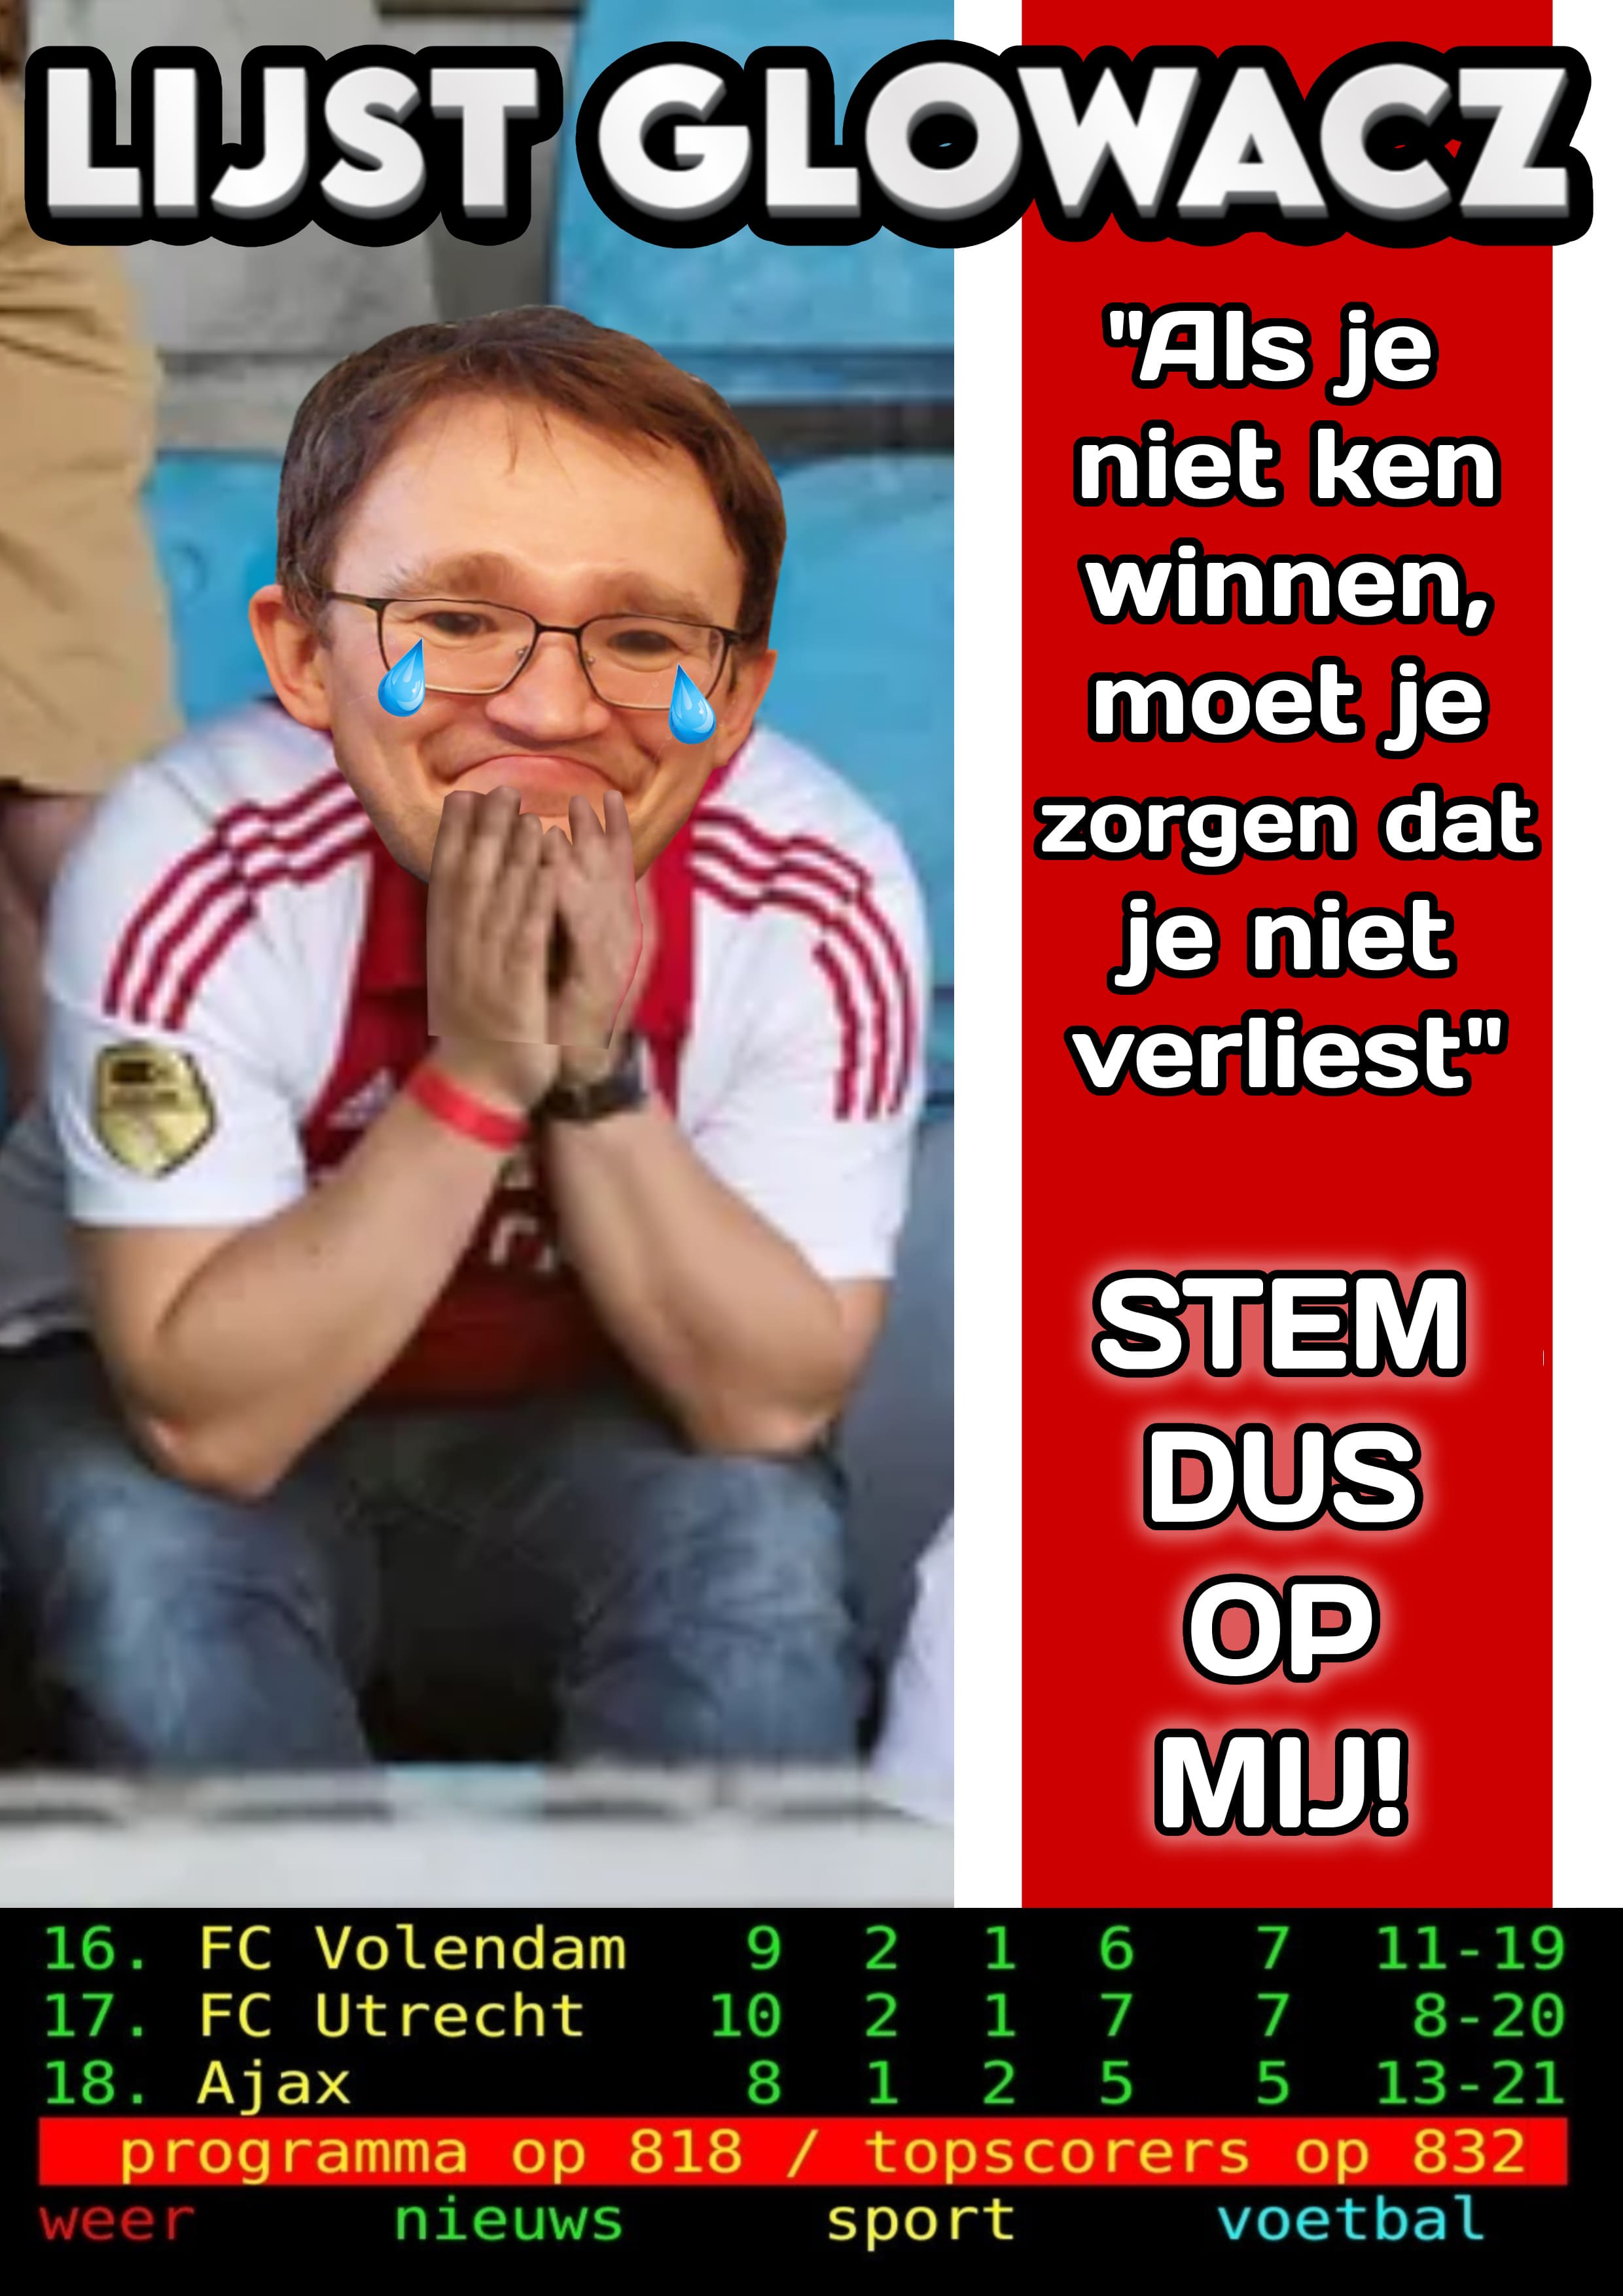 LIJST GLOWACZ
"Als je
niet ken
winnen,
moet je
zorgen dat
je niet
verliest"
STEM
DUS
OP
MIJ!
16. FC Volendam 9 2 1 6 7 11-19
17. FC Utrecht 10 2 1 7 7 8-20
18. Ajax 8 1 2 5 5 13-21
programma op 818 / topscorers op 832
weer nieuws sport voetbal